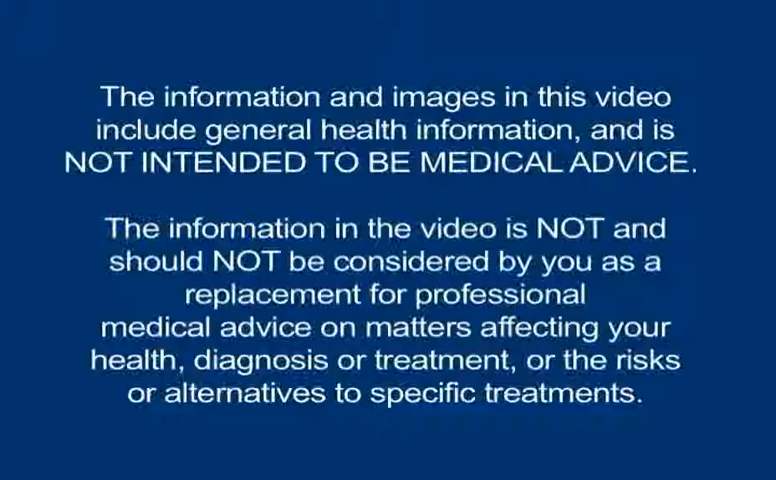 The information and images in this video
include general health information, and is
NOT INTENDED TO BE MEDICAL ADVICE.
The information in the video is NOT and
should NOT be considered by you as a
replacement for professional
medical advice on matters affecting your
health, diagnosis or treatment, or the risks
or alternatives to specific treatments.